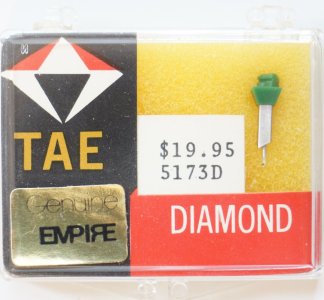 TAE
$19.95
5173D
Genuine
EMPIRE
DIAMOND